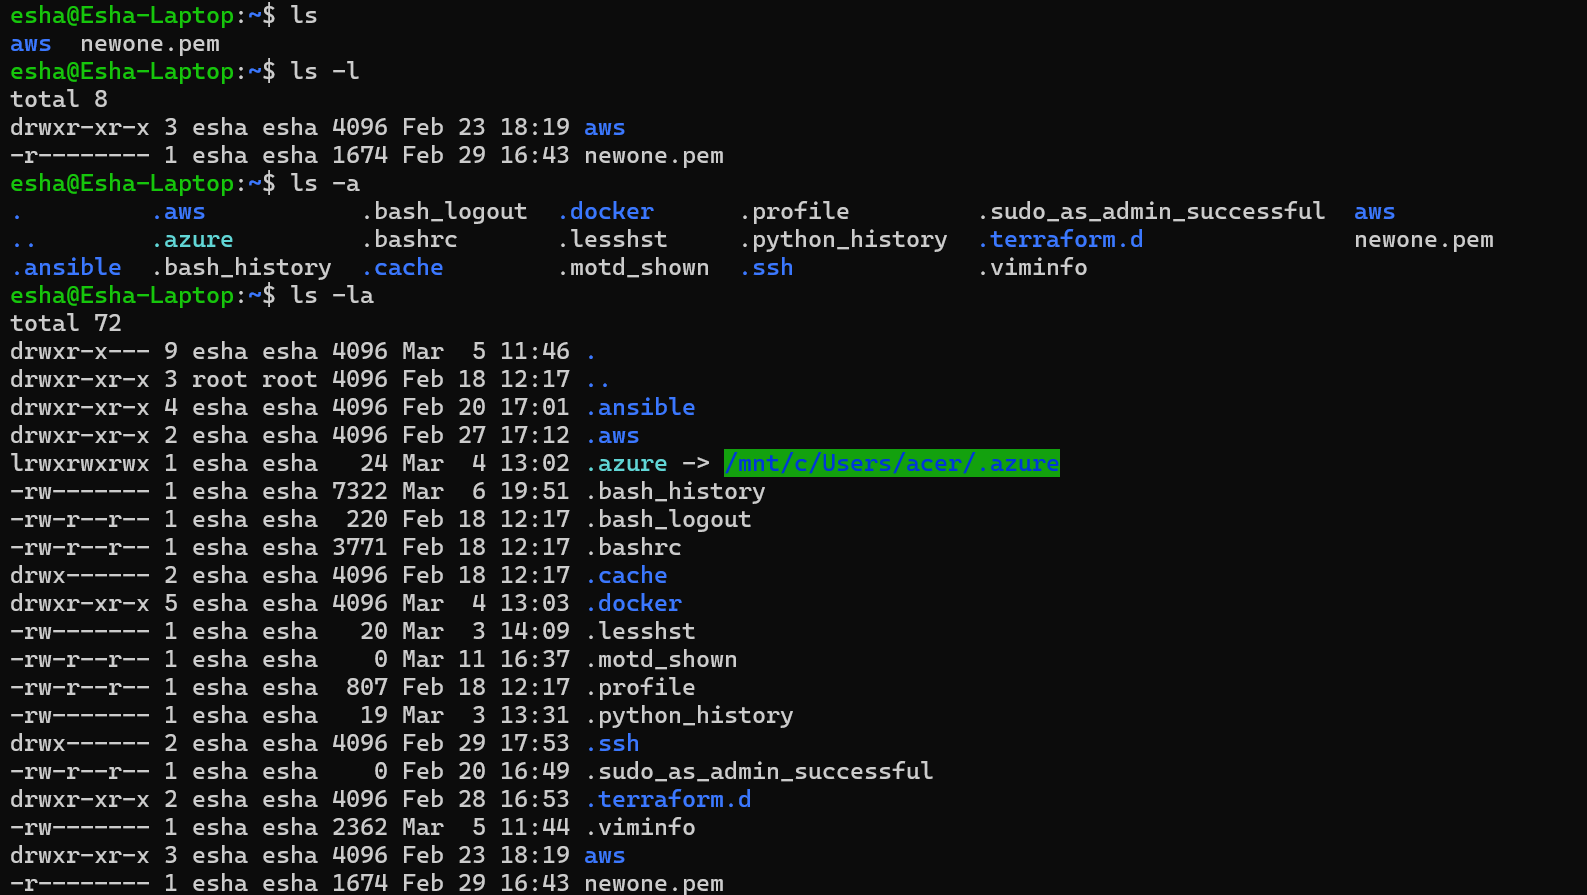 esha@Esha-Laptop:~$ ls
aws  newone.pem
esha@Esha-Laptop:~$ ls -l
total 8
drwxr-xr-x 3 esha esha 4096 Feb 23 18:19 aws
-r-------- 1 esha esha 1674 Feb 29 16:43 newone.pem
esha@Esha-Laptop:~$ ls -a
.         .aws           .bash_logout  .docker      .profile         .sudo_as_admin_successful  aws
..        .azure         .bashrc       .lesshst     .python_history  .terraform.d               newone.pem
.ansible  .bash_history  .cache        .motd_shown  .ssh             .viminfo
esha@Esha-Laptop:~$ ls -la
total 72
drwxr-x--- 9 esha esha 4096 Mar  5 11:46 .
drwxr-xr-x 3 root root 4096 Feb 18 12:17 ..
drwxr-xr-x 4 esha esha 4096 Feb 20 17:01 .ansible
drwxr-xr-x 2 esha esha 4096 Feb 27 17:12 .aws
lrwxrwxrwx 1 esha esha   24 Mar  4 13:02 .azure -> /mnt/c/Users/acer/.azure
-rw------- 1 esha esha 7322 Mar  6 19:51 .bash_history
-rw-r--r-- 1 esha esha  220 Feb 18 12:17 .bash_logout
-rw-r--r-- 1 esha esha 3771 Feb 18 12:17 .bashrc
drwx------ 2 esha esha 4096 Feb 18 12:17 .cache
drwxr-xr-x 5 esha esha 4096 Mar  4 13:03 .docker
-rw------- 1 esha esha   20 Mar  3 14:09 .lesshst
-rw-r--r-- 1 esha esha    0 Mar 11 16:37 .motd_shown
-rw-r--r-- 1 esha esha  807 Feb 18 12:17 .profile
-rw------- 1 esha esha   19 Mar  3 13:31 .python_history
drwx------ 2 esha esha 4096 Feb 29 17:53 .ssh
-rw-r--r-- 1 esha esha    0 Feb 20 16:49 .sudo_as_admin_successful
drwxr-xr-x 2 esha esha 4096 Feb 28 16:53 .terraform.d
-rw------- 1 esha esha 2362 Mar  5 11:44 .viminfo
drwxr-xr-x 3 esha esha 4096 Feb 23 18:19 aws
-r-------- 1 esha esha 1674 Feb 29 16:43 newone.pem